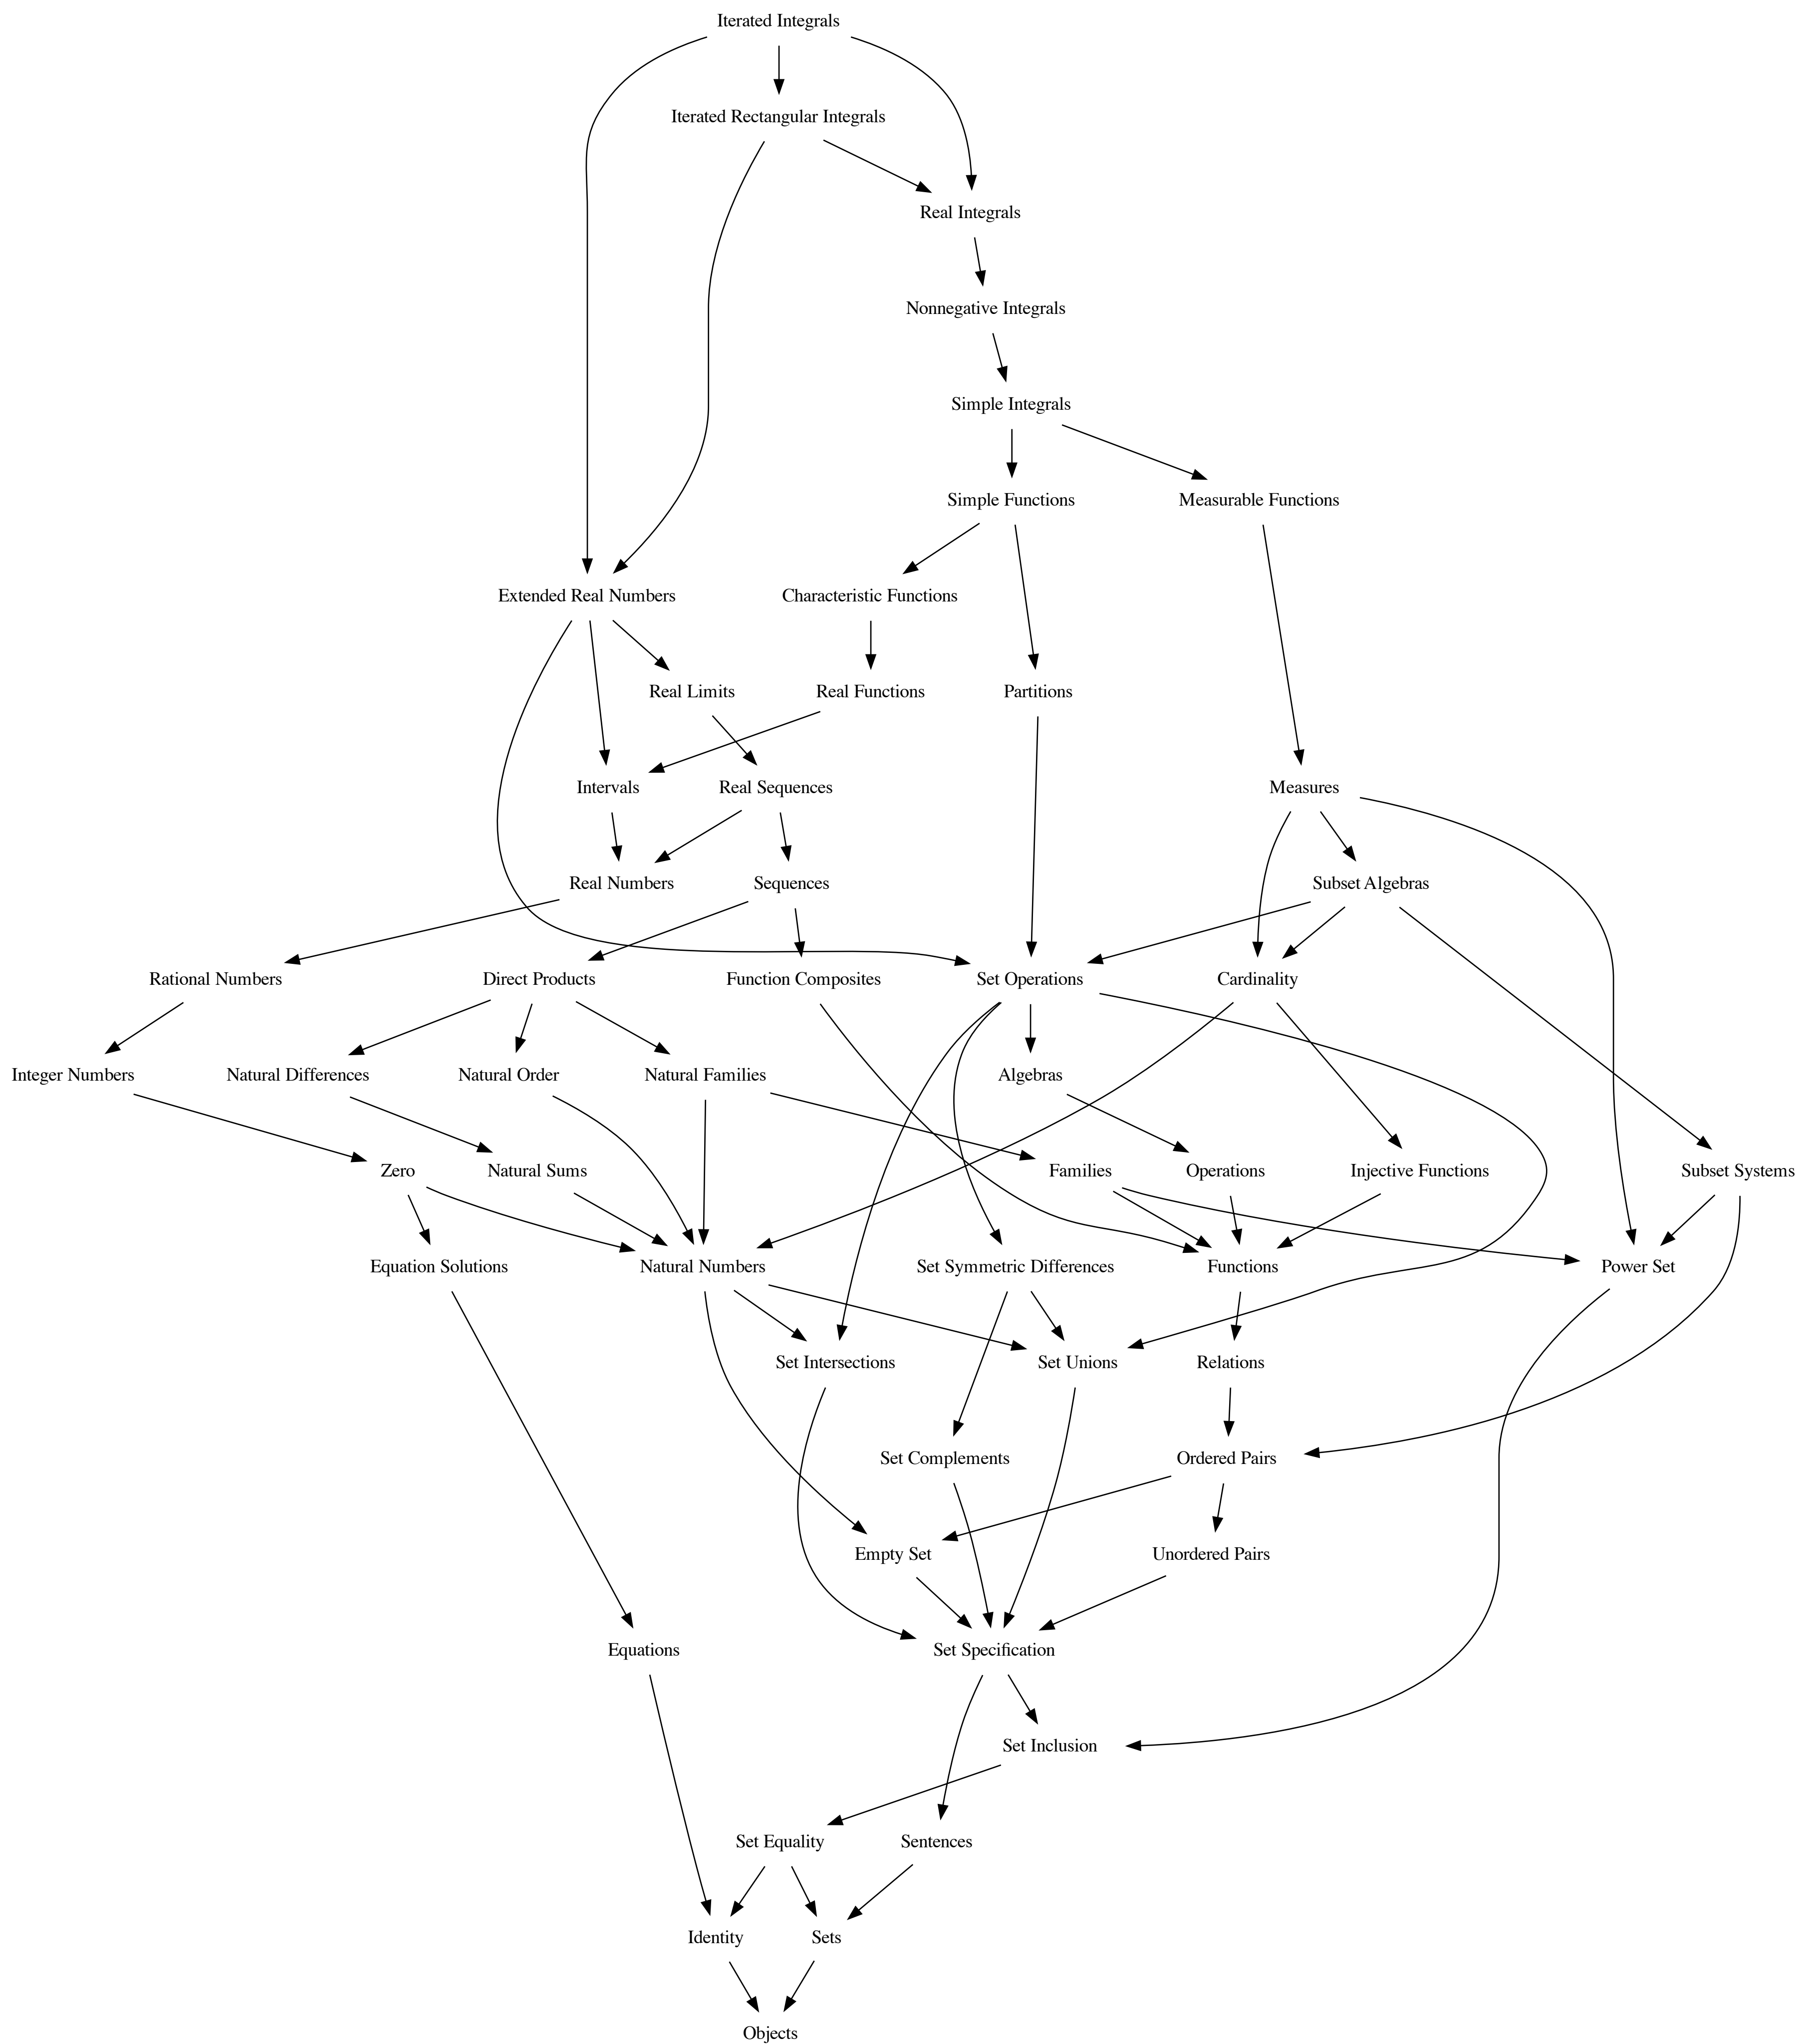 Iterated Integrals
Iterated Rectangular Integrals
Real Integrals
Nonnegative Integrals
Simple Integrals
Simple Functions
Measurable Functions
Extended Real Numbers
Characteristic Functions
Real Limits
Real Functions
Partitions
Intervals
Real Sequences
Measures
Real Numbers
Sequences
Subset Algebras
Rational Numbers
Direct Products
Function Composites
Set Operations
Cardinality
Integer Numbers
Natural Differences
Natural Order
Natural Families
Algebras
Zero
Natural Sums
Families
Operations
Injective Functions
Subset Systems
Equation Solutions
Natural Numbers
Set Symmetric Differences
Functions
Power Set
Set Intersections
Set Unions
Relations
Set Complements
Ordered Pairs
Empty Set
Unordered Pairs
Equations
Set Specification
Set Inclusion
Set Equality
Sentences
Identity
Sets
Objects